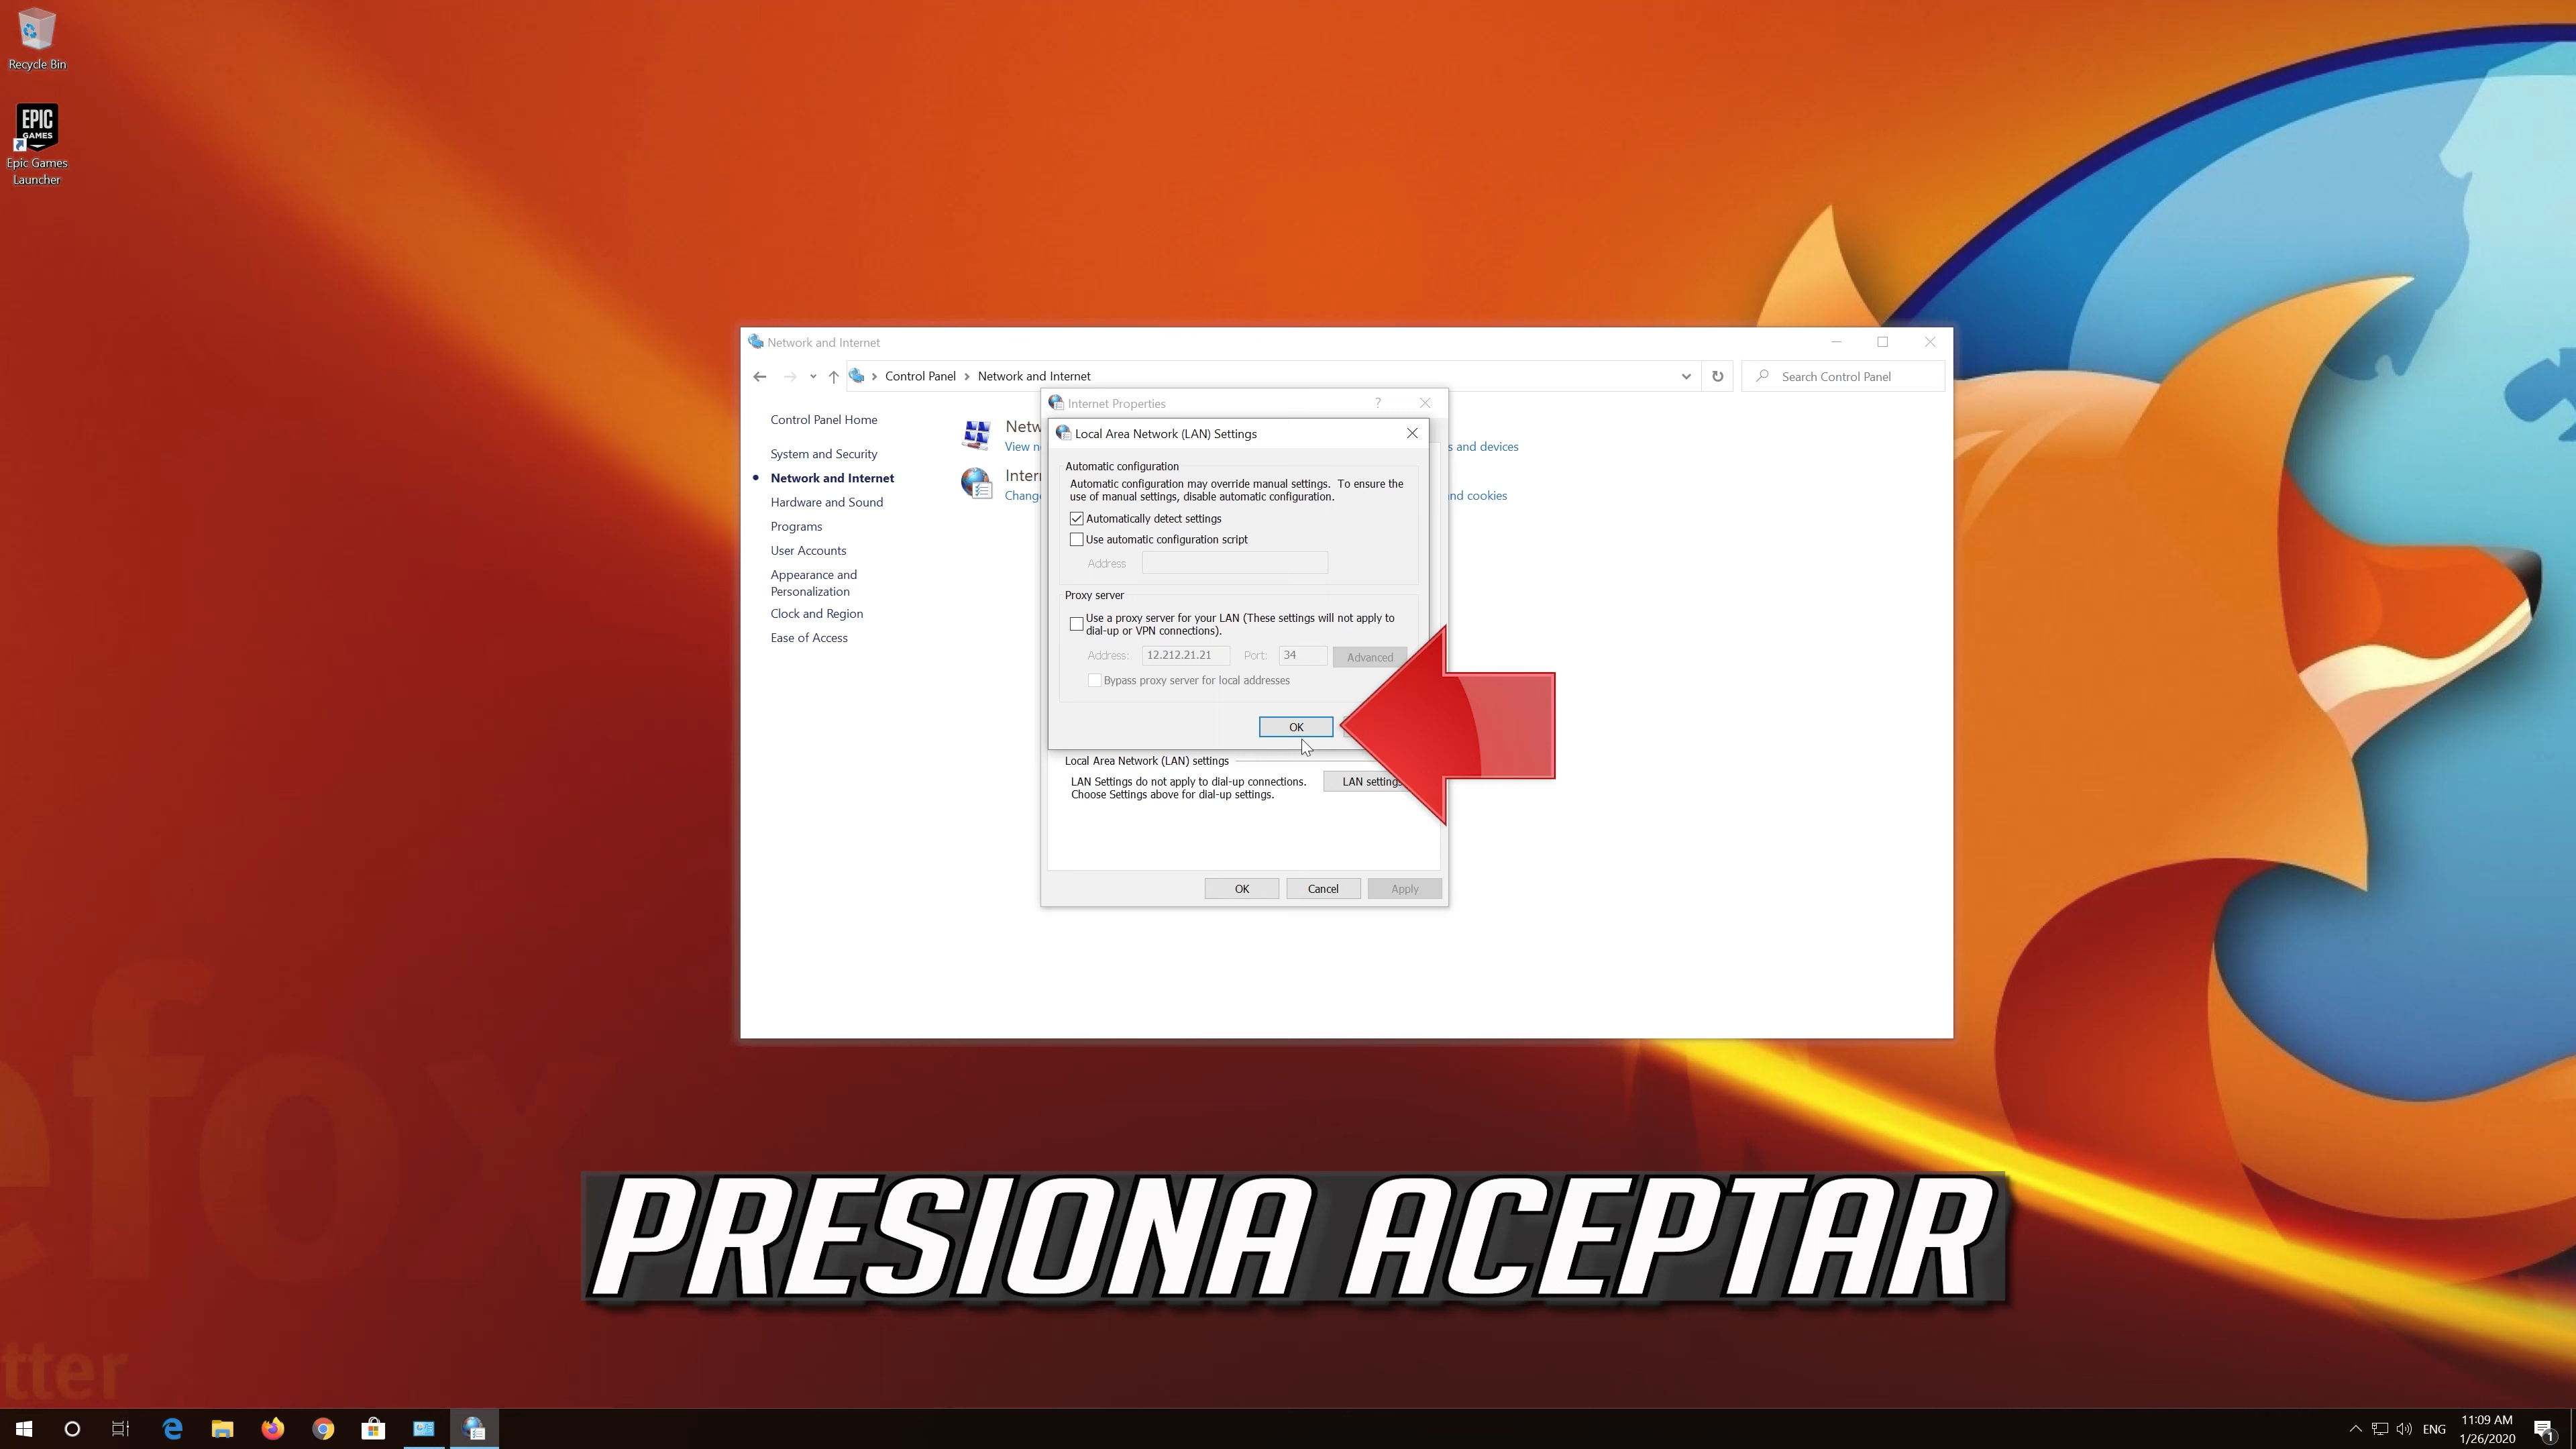 Recycle Bin
EPIC
GAMES
Epic Games
Launcher
Network and Internet
Control Panel
Network and Internet
Search Control Panel
Control Panel Home
System and Security
Network and Internet
Hardware and Sound
Programs
User Accounts
Appearance and
Personalization
Clock and Region
Ease of Access
View n
s and devices
Change
nd cookies
Internet Properties
?
Local Area Network (LAN) Settings
Automatic configuration
Automatic configuration may override manual settings. To ensure the
use of manual settings, disable automatic configuration.
Automatically detect settings
Use automatic configuration script
Address
Proxy server
Use a proxy server for your LAN (These settings will not apply to
dial-up or VPN connections).
Address: 12.212.21.21 Port: 34 Advanced
Bypass proxy server for local addresses
OK
Local Area Network (LAN) settings
LAN Settings do not apply to dial-up connections.
Choose Settings above for dial-up settings.
LAN settings
OK Cancel Apply
PRESIONA ACEPTAR
efox
tter
ENG
11:09 AM
1/26/2020
1